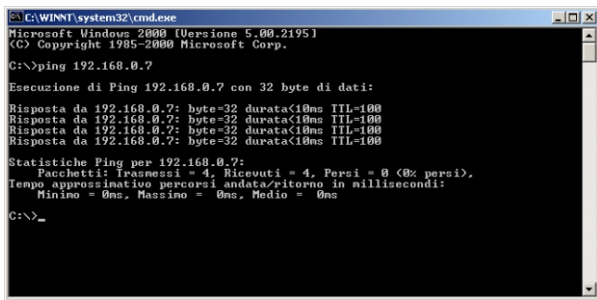 C:\WINNT\system32\cmd.exe
Microsoft Windows 2000 [Versione 5.00.2195]
(C) Copyright 1985-2000 Microsoft Corp.
C:\>ping 192.168.0.7
Esecuzione di Ping 192.168.0.7 con 32 byte di dati:
Risposta da 192.168.0.7: byte=32 durata<10ms TTL=100
Risposta da 192.168.0.7: byte=32 durata<10ms TTL=100
Risposta da 192.168.0.7: byte=32 durata<10ms TTL=100
Risposta da 192.168.0.7: byte=32 durata<10ms TTL=100
Statistiche Ping per 192.168.0.7:
Pacchetti: Trasmessi = 4, Ricevuti = 4, Persi = 0 (0% persi),
Tempo approssimativo percorsi andata/ritorno in millisecondi:
Minimo = 0ms, Massimo =  0ms, Medio =  0ms
C:\>_